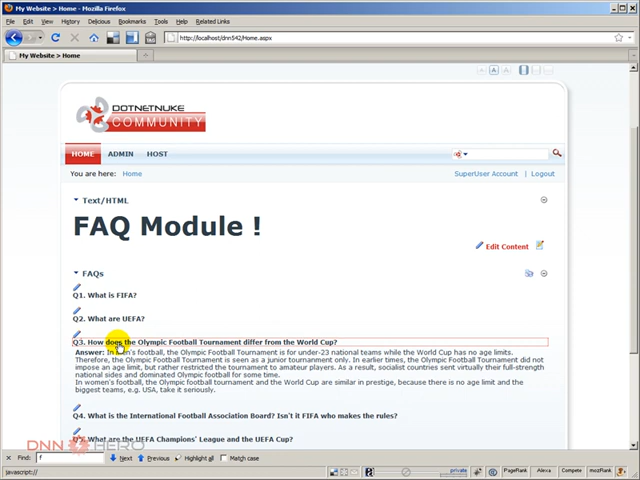 My Website > Home - Mozilla Firefox
File Edit View History Bookmarks Tools Help Related Links
http://localhost/dnn542/Home.aspx
My Website > Home
A
DOTNETNUKE
COMMUNITY
HOME ADMIN HOST
You are here: Home SuperUser Account | Logout
Text/HTML
FAQ Module !
Edit Content
FAQs
Q1. What is FIFA?
Q2. What are UEFA?
Q3. How does the Olympic Football Tournament differ from the World Cup?
Answer: In men's football, the Olympic Football Tournament is for under-23 national teams while the World Cup has no age limits.
Therefore, the Olympic Football Tournament is seen as a junior tournament only. In earlier times, the Olympic Football Tournament did not
impose an age limit, but rather restricted the tournament to amateur players. As a result, socialist countries sent virtually their full-strength
national sides and dominated Olympic football for some time.
In women's football, the Olympic football tournament and the World Cup are similar in prestige, because there is no age limit and the
biggest teams, e.g. USA, take it seriously.
Q4. What is the International Football Association Board? Isn't it FIFA who makes the rules?
What are the UEFA Champions' League and the UEFA Cup?
DNN HERO
Find: f Next Previous Highlight all Match case
javascript:// private PageRank Alexa Compete mozRank